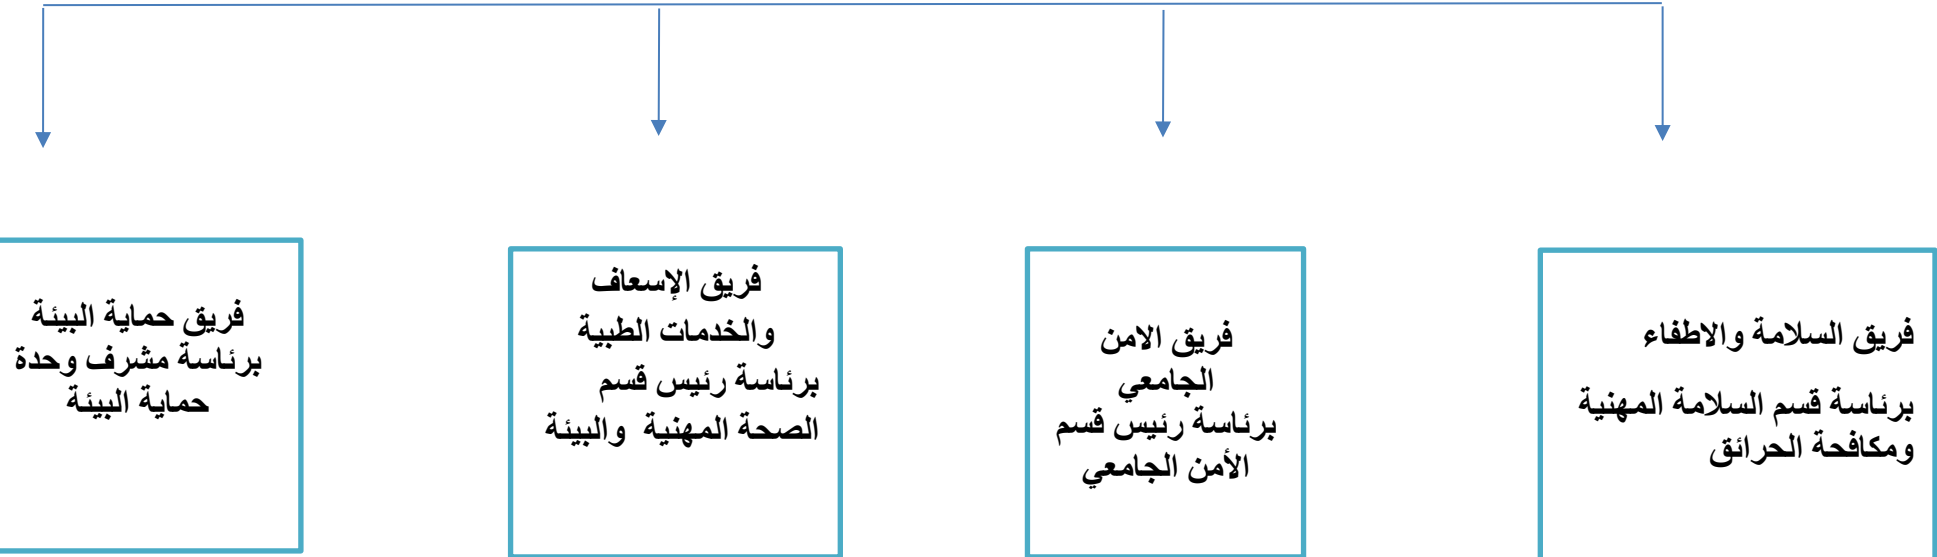 فريق السلامة والاطفاء
برئاسة قسم السلامة المهنية
ومكافحة الحرائق
فريق الامن
الجامعي
برئاسة رئيس قسم
الأمن الجامعي
فريق الإسعاف
والخدمات الطبية
برئاسة رئيس قسم
الصحة المهنية والبيئة
فريق حماية البيئة
برئاسة مشرف وحدة
حماية البيئة